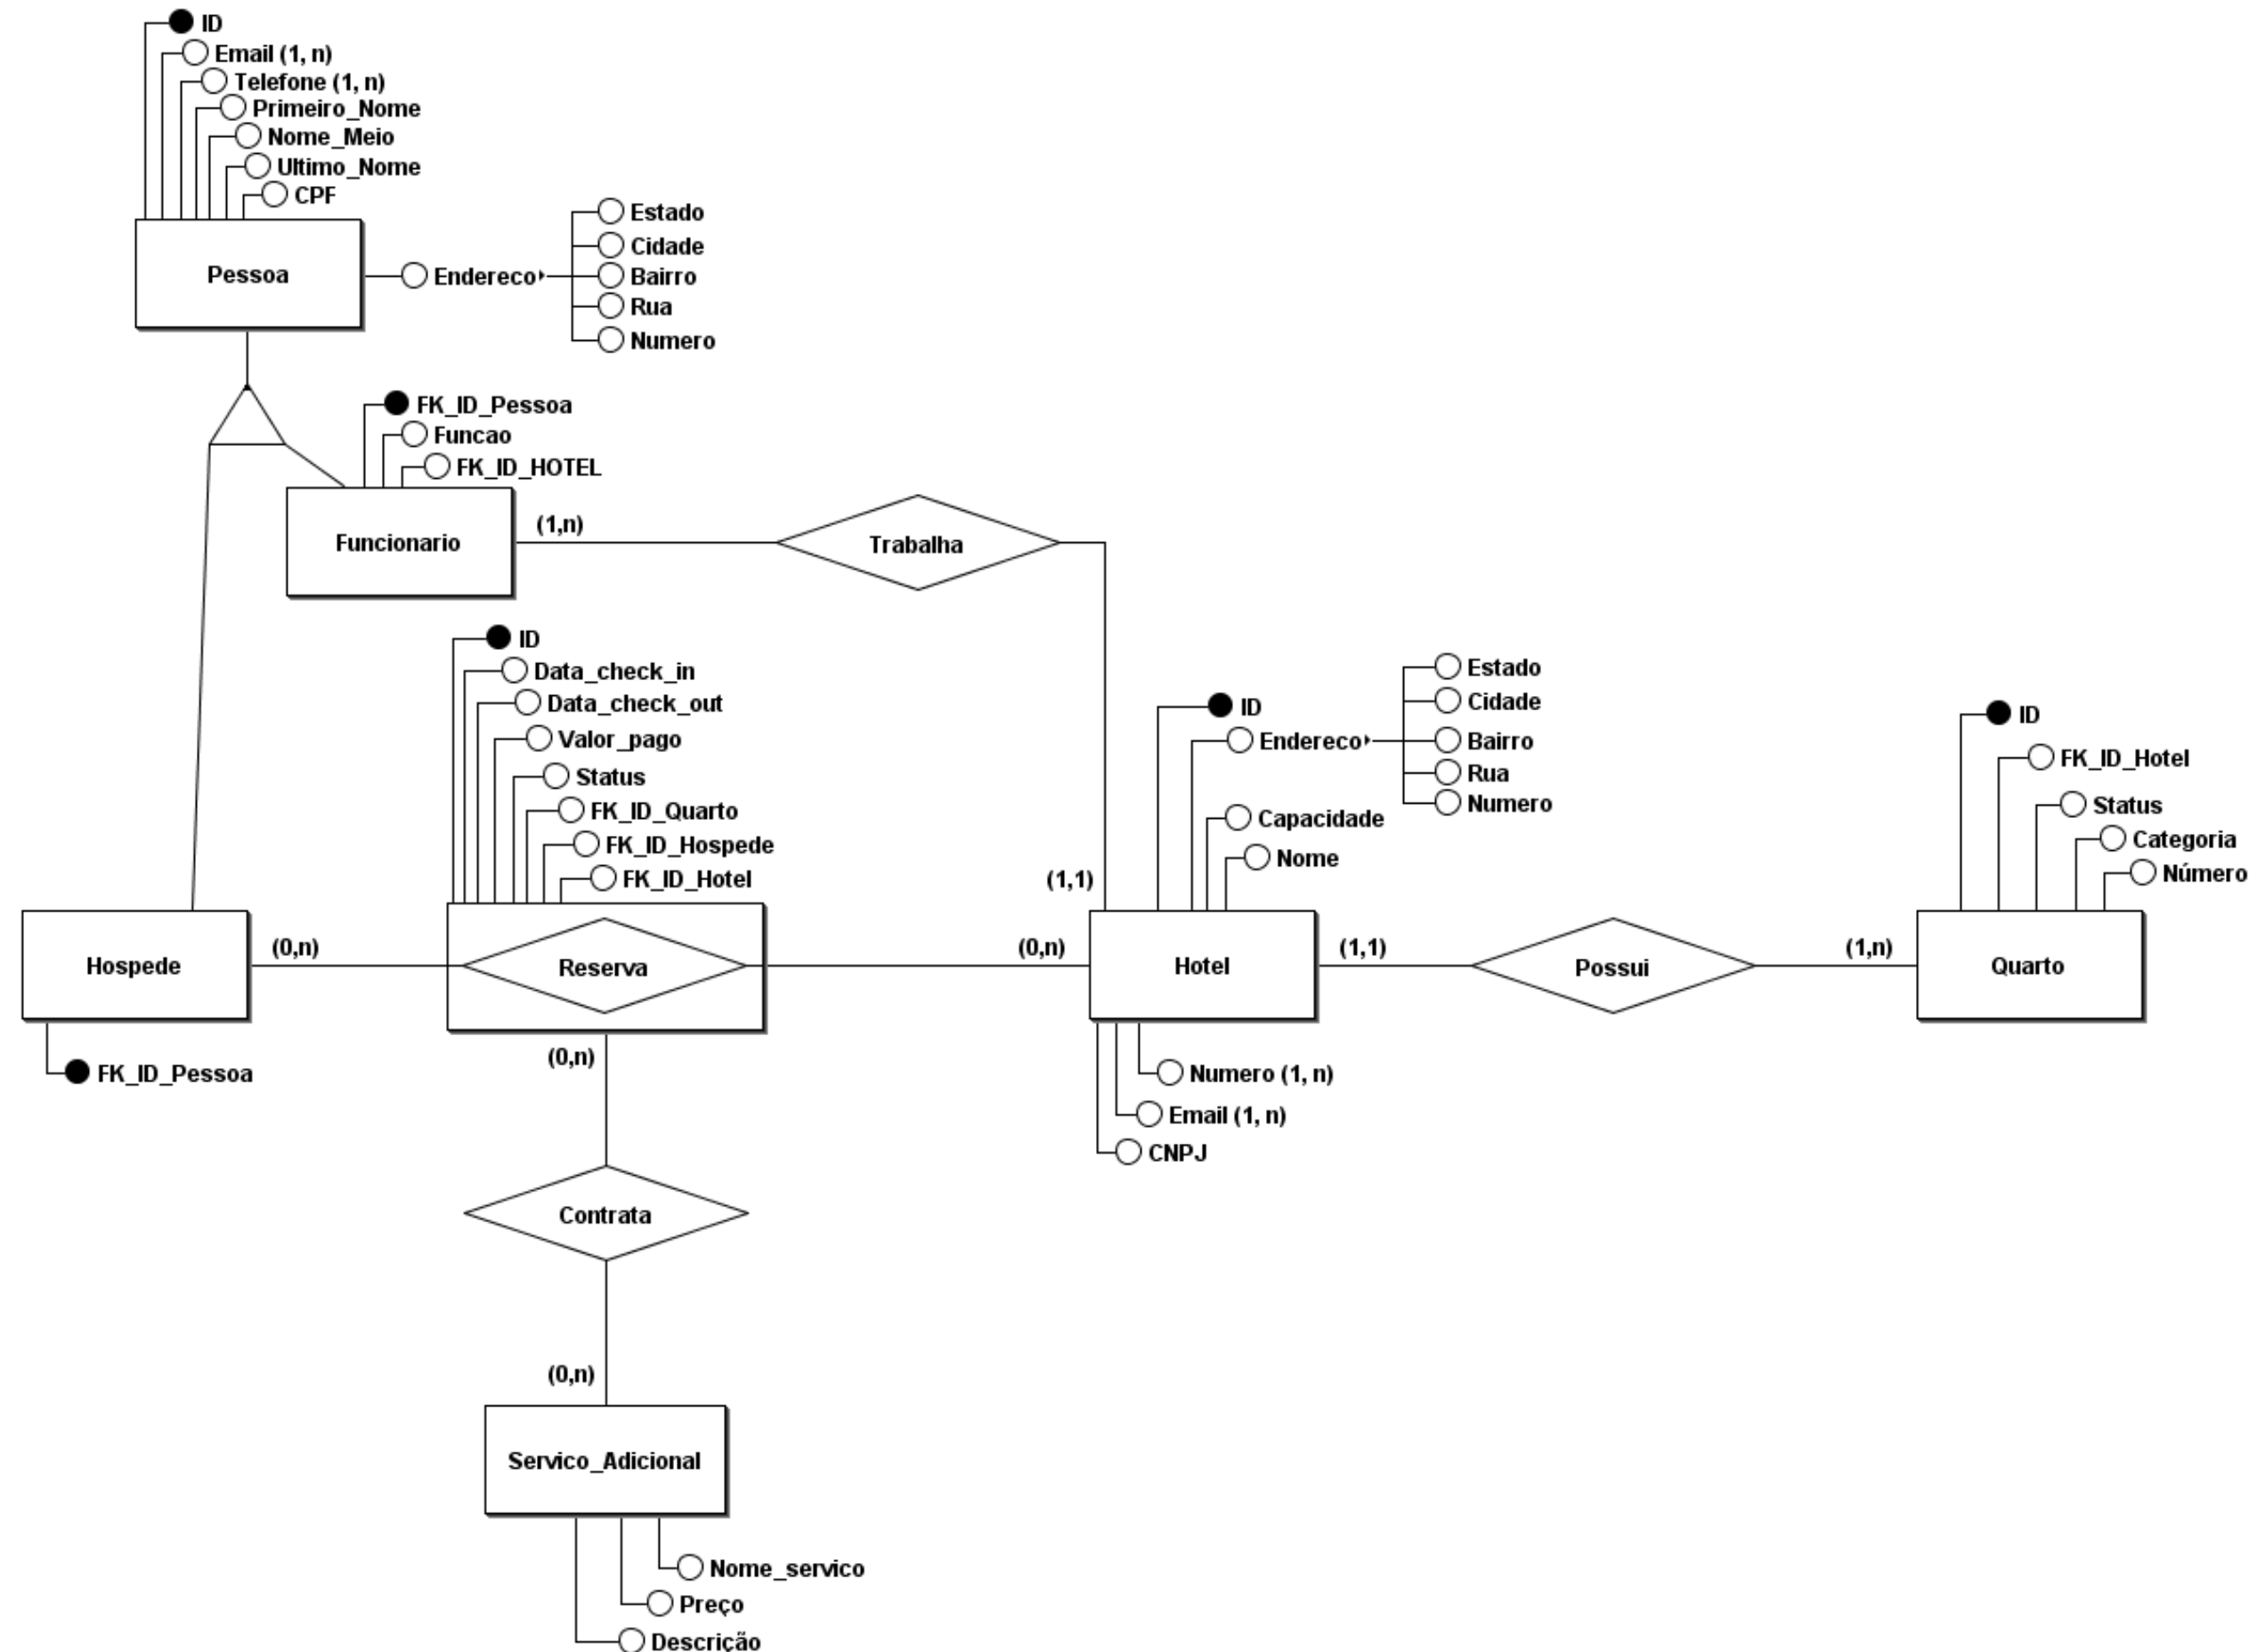 ID
Email (1, n)
Telefone (1, n)
Primeiro_Nome
Nome_Meio
Ultimo_Nome
CPF
Pessoa
Endereco
Estado
Cidade
Bairro
Rua
Numero
FK_ID_Pessoa
Funcao
FK_ID_HOTEL
Funcionario
(1,n)
Trabalha
(1,1)
ID
Data_check_in
Data_check_out
Valor_pago
Status
FK_ID_Quarto
FK_ID_Hospede
FK_ID_Hotel
ID
Endereco
Estado
Cidade
Bairro
Rua
Numero
Capacidade
Nome
ID
FK_ID_Hotel
Status
Categoria
Número
Hospede
(0,n)
Reserva
(0,n)
Hotel
(1,1)
Possui
(1,n)
Quarto
FK_ID_Pessoa
(0,n)
Numero (1, n)
Email (1, n)
CNPJ
Contrata
(0,n)
Servico_Adicional
Nome_servico
Preço
Descrição